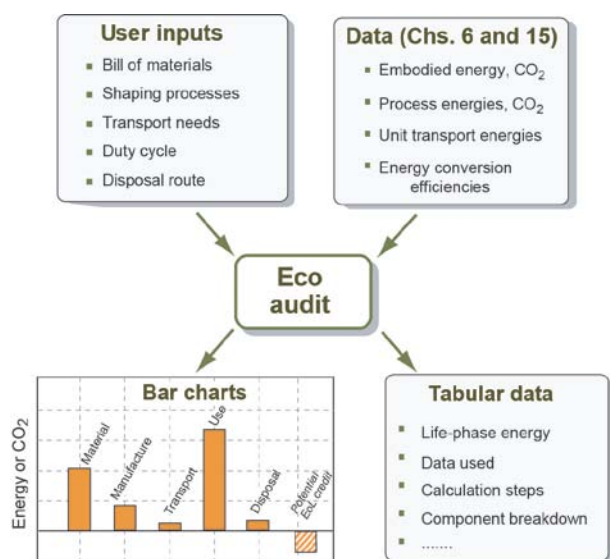 User inputs
▪ Bill of materials
▪ Shaping processes
▪ Transport needs
▪ Duty cycle
▪ Disposal route
Data (Chs. 6 and 15)
▪ Embodied energy, CO₂
▪ Process energies, CO₂
▪ Unit transport energies
▪ Energy conversion
efficiencies
Eco
audit
Bar charts
Energy or CO₂
Material
Manufacture
Transport
Use
Disposal
Potential
EoL credit
Tabular data
▪ Life-phase energy
▪ Data used
▪ Calculation steps
▪ Component breakdown
▪ .......